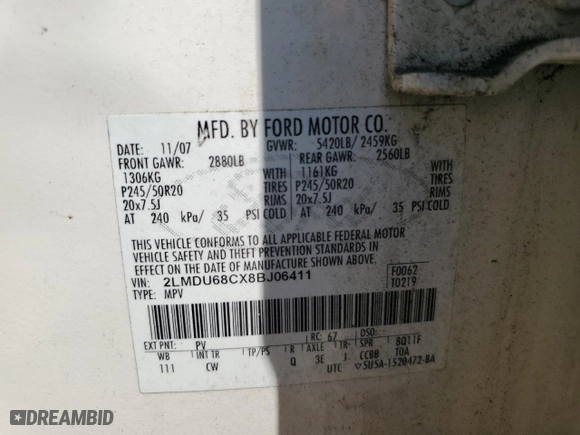 MFD. BY FORD MOTOR CO.
DATE: 11/07 GVWR: 5420LB/ 2459KG
FRONT GAWR: 2880LB REAR GAWR: 2560LB
1306KG WITH 1161KG WITH
P245/50R20 TIRES P245/50R20 TIRES
20x7.5J RIMS 20x7.5J RIMS
AT 240 kPa/ 35 PSI COLD AT 240 kPa/ 35 PSI COLD
THIS VEHICLE CONFORMS TO ALL APPLICABLE FEDERAL MOTOR
VEHICLE SAFETY AND THEFT PREVENTION STANDARDS IN
EFFECT ON THE DATE OF MANUFACTURE SHOWN ABOVE.
VIN: 2LMDU68CX8BJ06411 F0062
TYPE: MPV T0219
EXT PNT: PV RC: 67 DSO:
WB INT TR TP/PS R AXLE TR SPR 8Q11F
111 CW Q 3E J CCBB TOA
UTC ▽5U5A-1520472-BA
DREAMBID